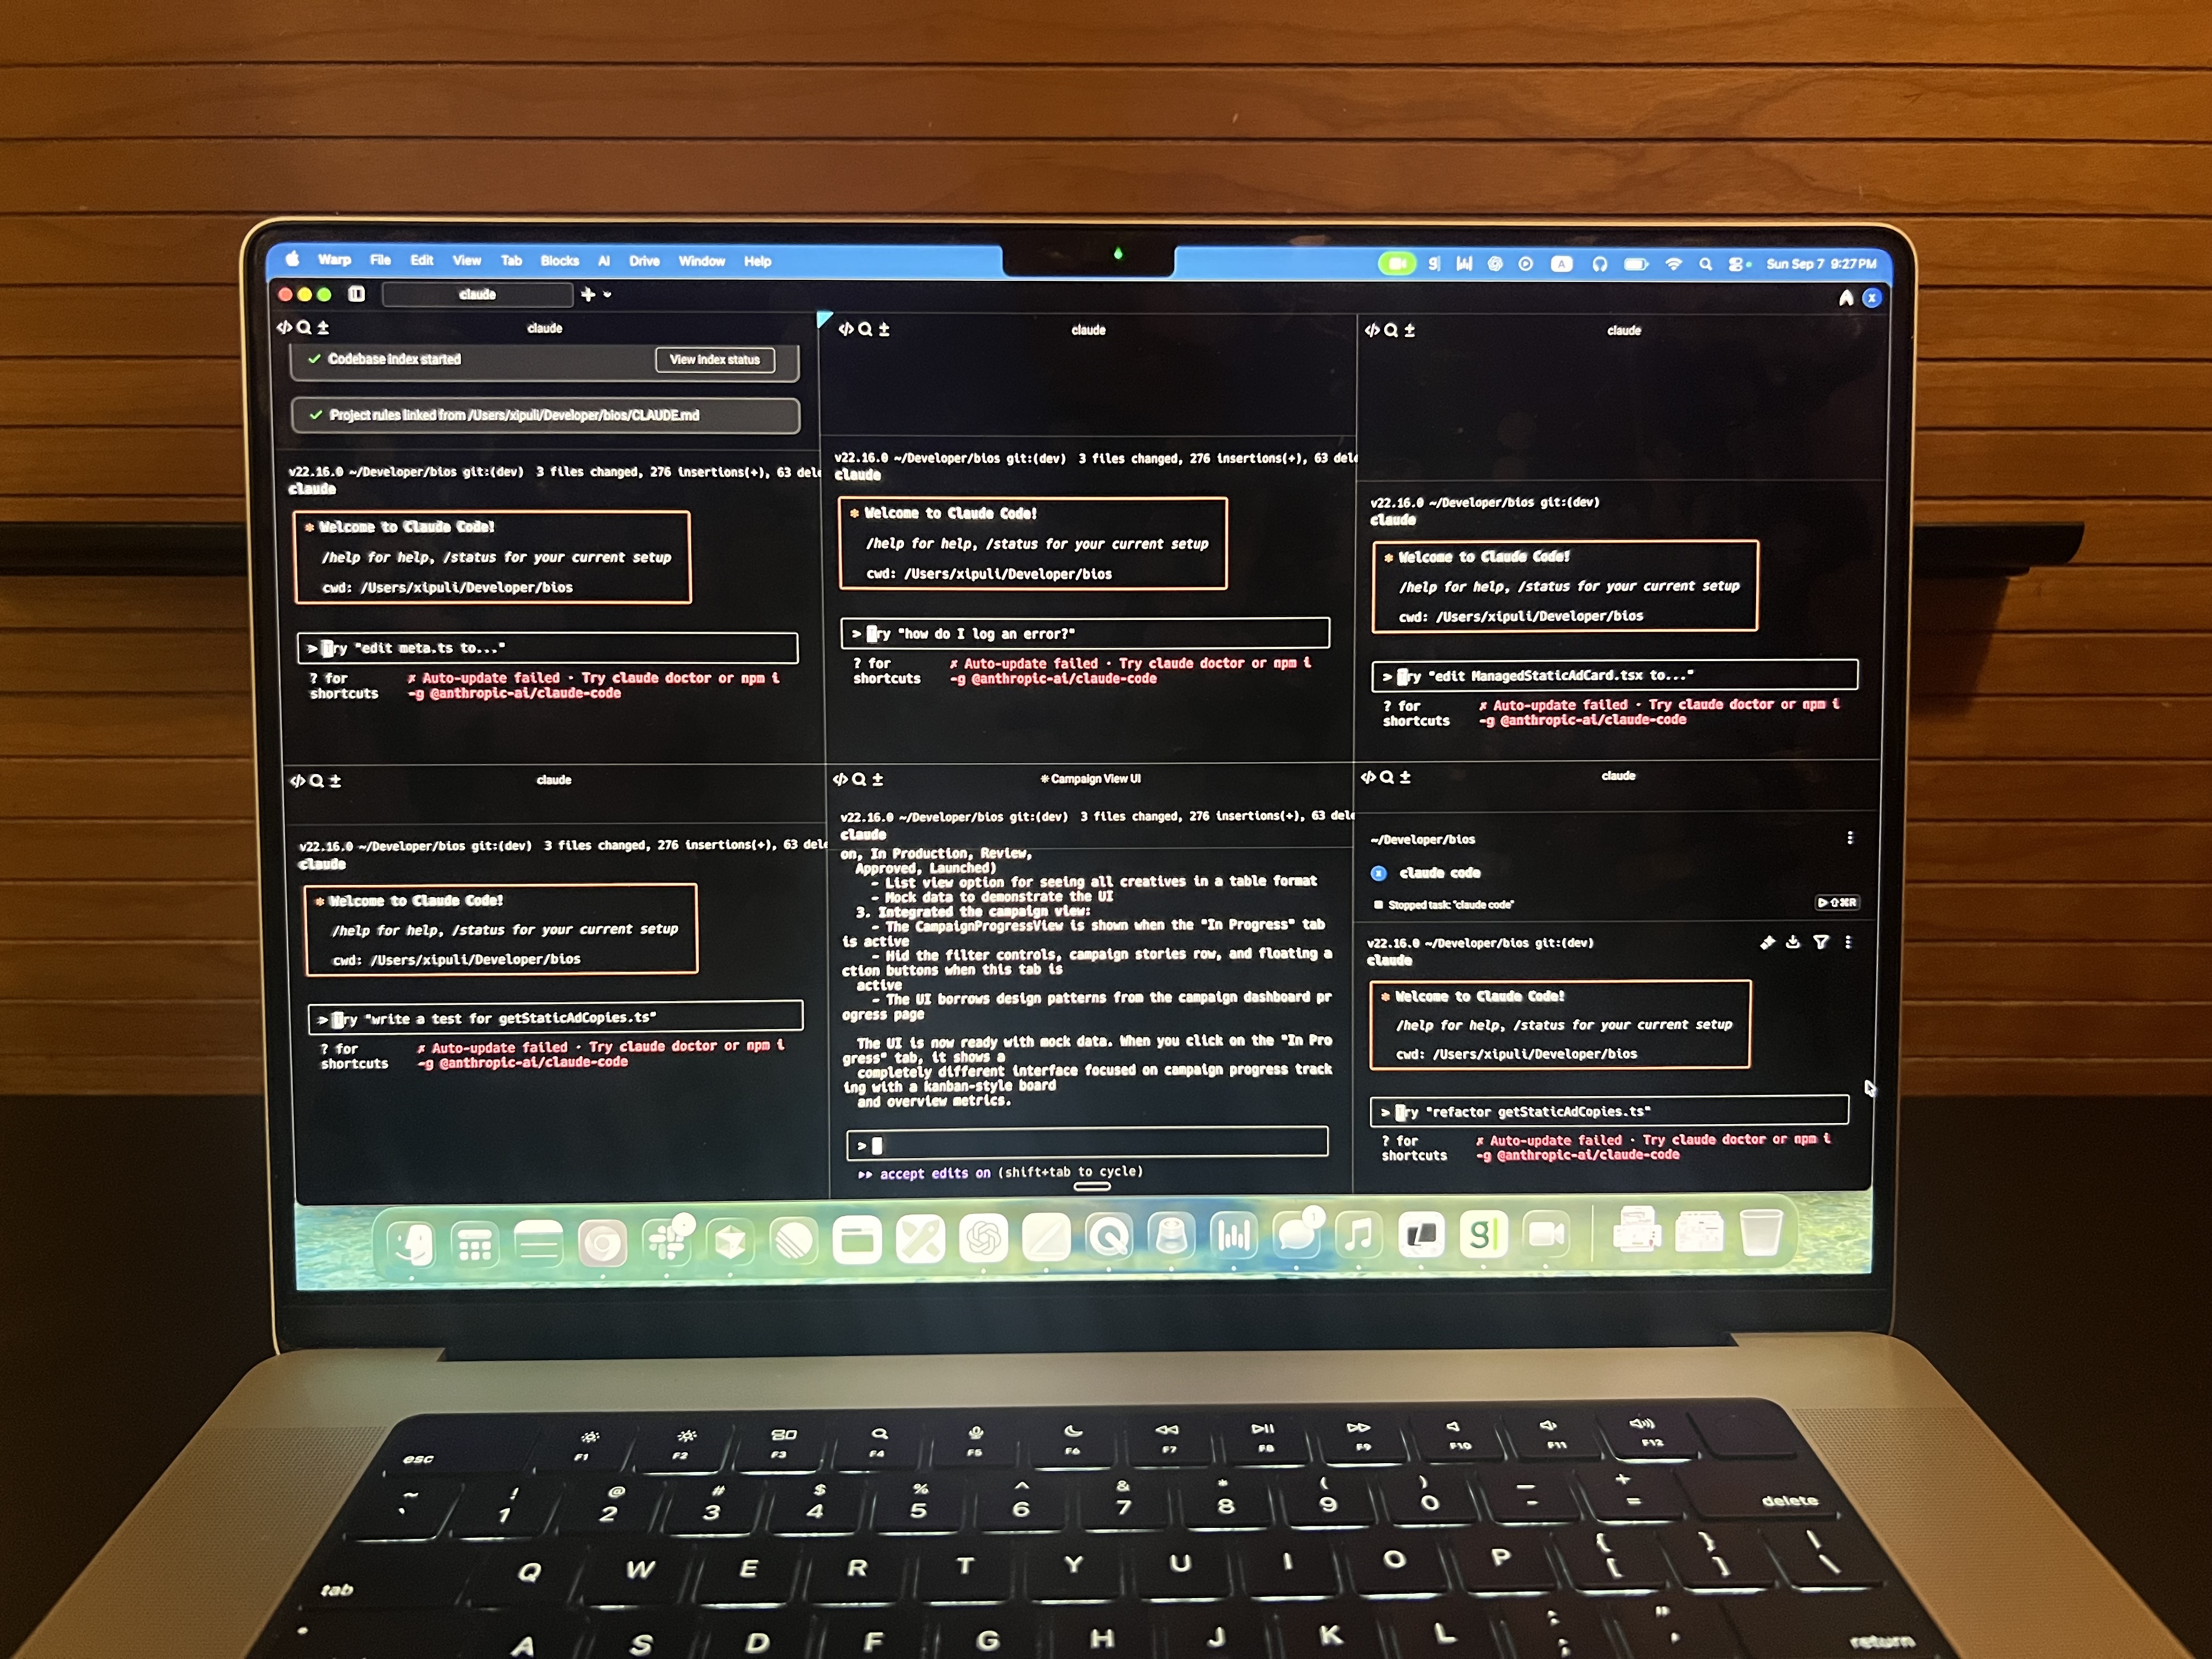 Warp File Edit View Tab Blocks AI Drive Window Help
g A Sun Sep 7 9:27 PM
claude
X
claude
Codebase index started
View index status
Project rules linked from /Users/xipuli/Developer/bios/CLAUDE.md
v22.16.0 ~/Developer/bios git:(dev) 3 files changed, 276 insertions(+), 63 dele
claude
* Welcome to Claude Code!
/help for help, /status for your current setup
cwd: /Users/xipuli/Developer/bios
> Try "edit meta.ts to..."
? for
shortcuts
✗ Auto-update failed · Try claude doctor or npm i
-g @anthropic-ai/claude-code
claude
v22.16.0 ~/Developer/bios git:(dev) 3 files changed, 276 insertions(+), 63 dele
claude
* Welcome to Claude Code!
/help for help, /status for your current setup
cwd: /Users/xipuli/Developer/bios
> Try "how do I log an error?"
? for
shortcuts
✗ Auto-update failed · Try claude doctor or npm i
-g @anthropic-ai/claude-code
claude
v22.16.0 ~/Developer/bios git:(dev)
claude
* Welcome to Claude Code!
/help for help, /status for your current setup
cwd: /Users/xipuli/Developer/bios
> Try "edit ManagedStaticAdCard.tsx to..."
? for
shortcuts
✗ Auto-update failed · Try claude doctor or npm i
-g @anthropic-ai/claude-code
claude
v22.16.0 ~/Developer/bios git:(dev) 3 files changed, 276 insertions(+), 63 dele
claude
* Welcome to Claude Code!
/help for help, /status for your current setup
cwd: /Users/xipuli/Developer/bios
> Try "write a test for getStaticAdCopies.ts"
? for
shortcuts
✗ Auto-update failed · Try claude doctor or npm i
-g @anthropic-ai/claude-code
* Campaign View UI
v22.16.0 ~/Developer/bios git:(dev) 3 files changed, 276 insertions(+), 63 dele
claude
on, In Production, Review,
Approved, Launched)
- List view option for seeing all creatives in a table format
- Mock data to demonstrate the UI
3. Integrated the campaign view:
- The CampaignProgressView is shown when the "In Progress" tab
is active
- Hid the filter controls, campaign stories row, and floating a
ction buttons when this tab is
active
- The UI borrows design patterns from the campaign dashboard pr
ogress page
The UI is now ready with mock data. When you click on the "In Pro
gress" tab, it shows a
completely different interface focused on campaign progress track
ing with a kanban-style board
and overview metrics.
>
▸▸ accept edits on (shift+tab to cycle)
claude
~/Developer/bios
X claude code
Stopped task: "claude code"
▷⇧⌘R
v22.16.0 ~/Developer/bios git:(dev)
claude
* Welcome to Claude Code!
/help for help, /status for your current setup
cwd: /Users/xipuli/Developer/bios
> Try "refactor getStaticAdCopies.ts"
? for
shortcuts
✗ Auto-update failed · Try claude doctor or npm i
-g @anthropic-ai/claude-code
1
g
esc F1 F2 F3 F4 F5 F6 F7 F8 F9 F10 F11 F12
~ ! @ # $ % ^ & * ( ) — +
` 1 2 3 4 5 6 7 8 9 0 - = delete
tab Q W E R T Y U I O P { [ } ] | \
A S D F G H J K L : ; " ' return